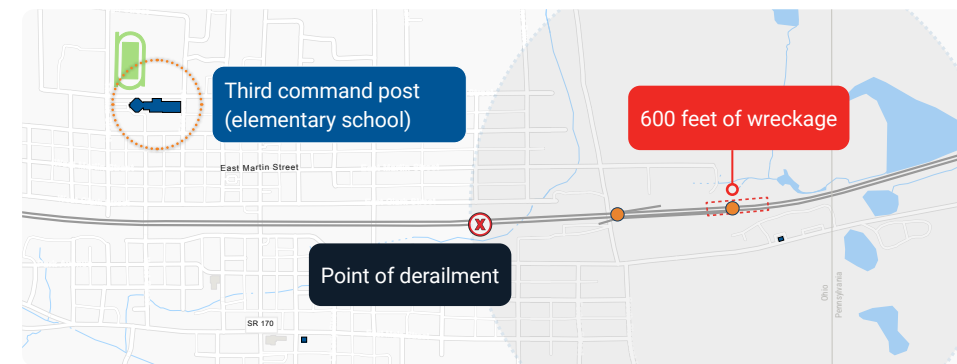 Third command post
(elementary school)
600 feet of wreckage
East Martin Street
X
Point of derailment
Ohio
Pennsylvania
SR 170